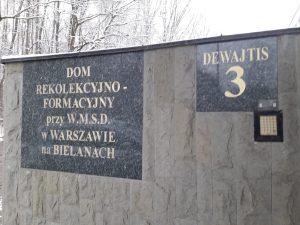 DOM
REKOLEKCYJNO-
FORMACYJNY
przy W.M.S.D.
w WARSZAWIE
na BIELANACH
DEWAJTIS
3